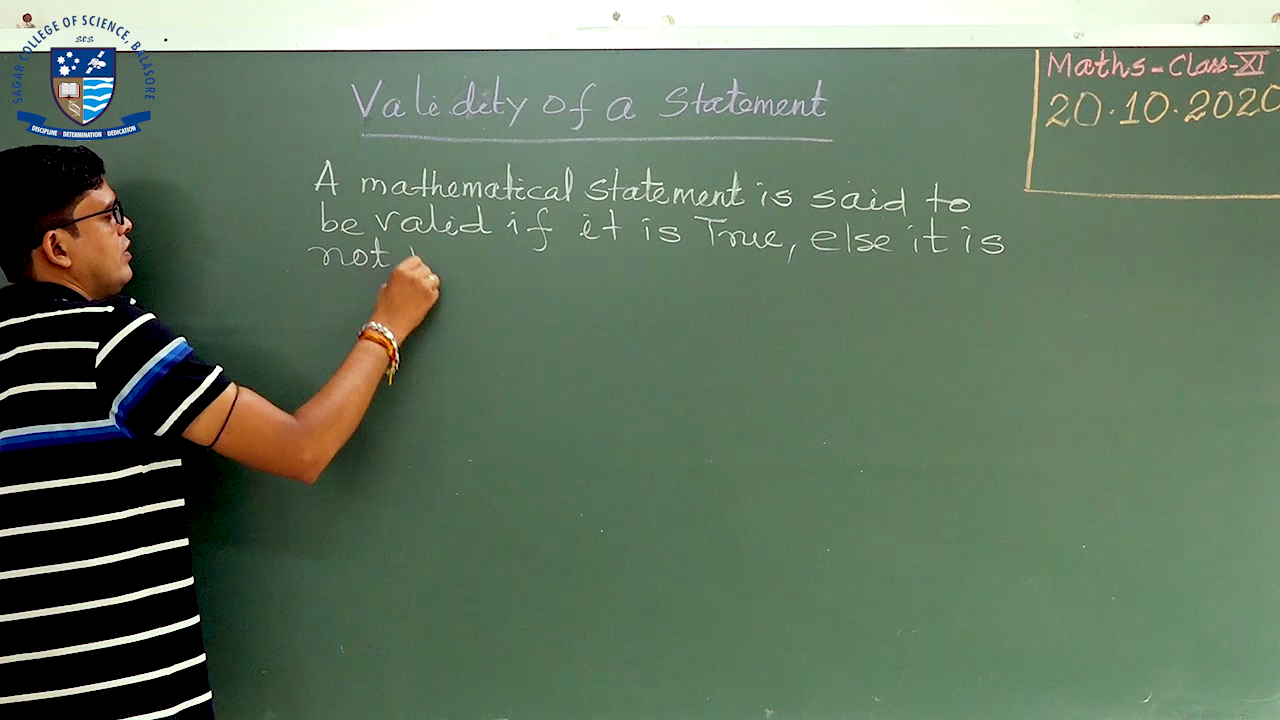 SAGAR COLLEGE OF SCIENCE, BALASORE
scs
DISCIPLINE · DETERMINATION · DEDICATION
Maths - Class - XI
20.10.2020
Validity of a Statement
A mathematical statement is said to
be valid if it is True, else it is
not